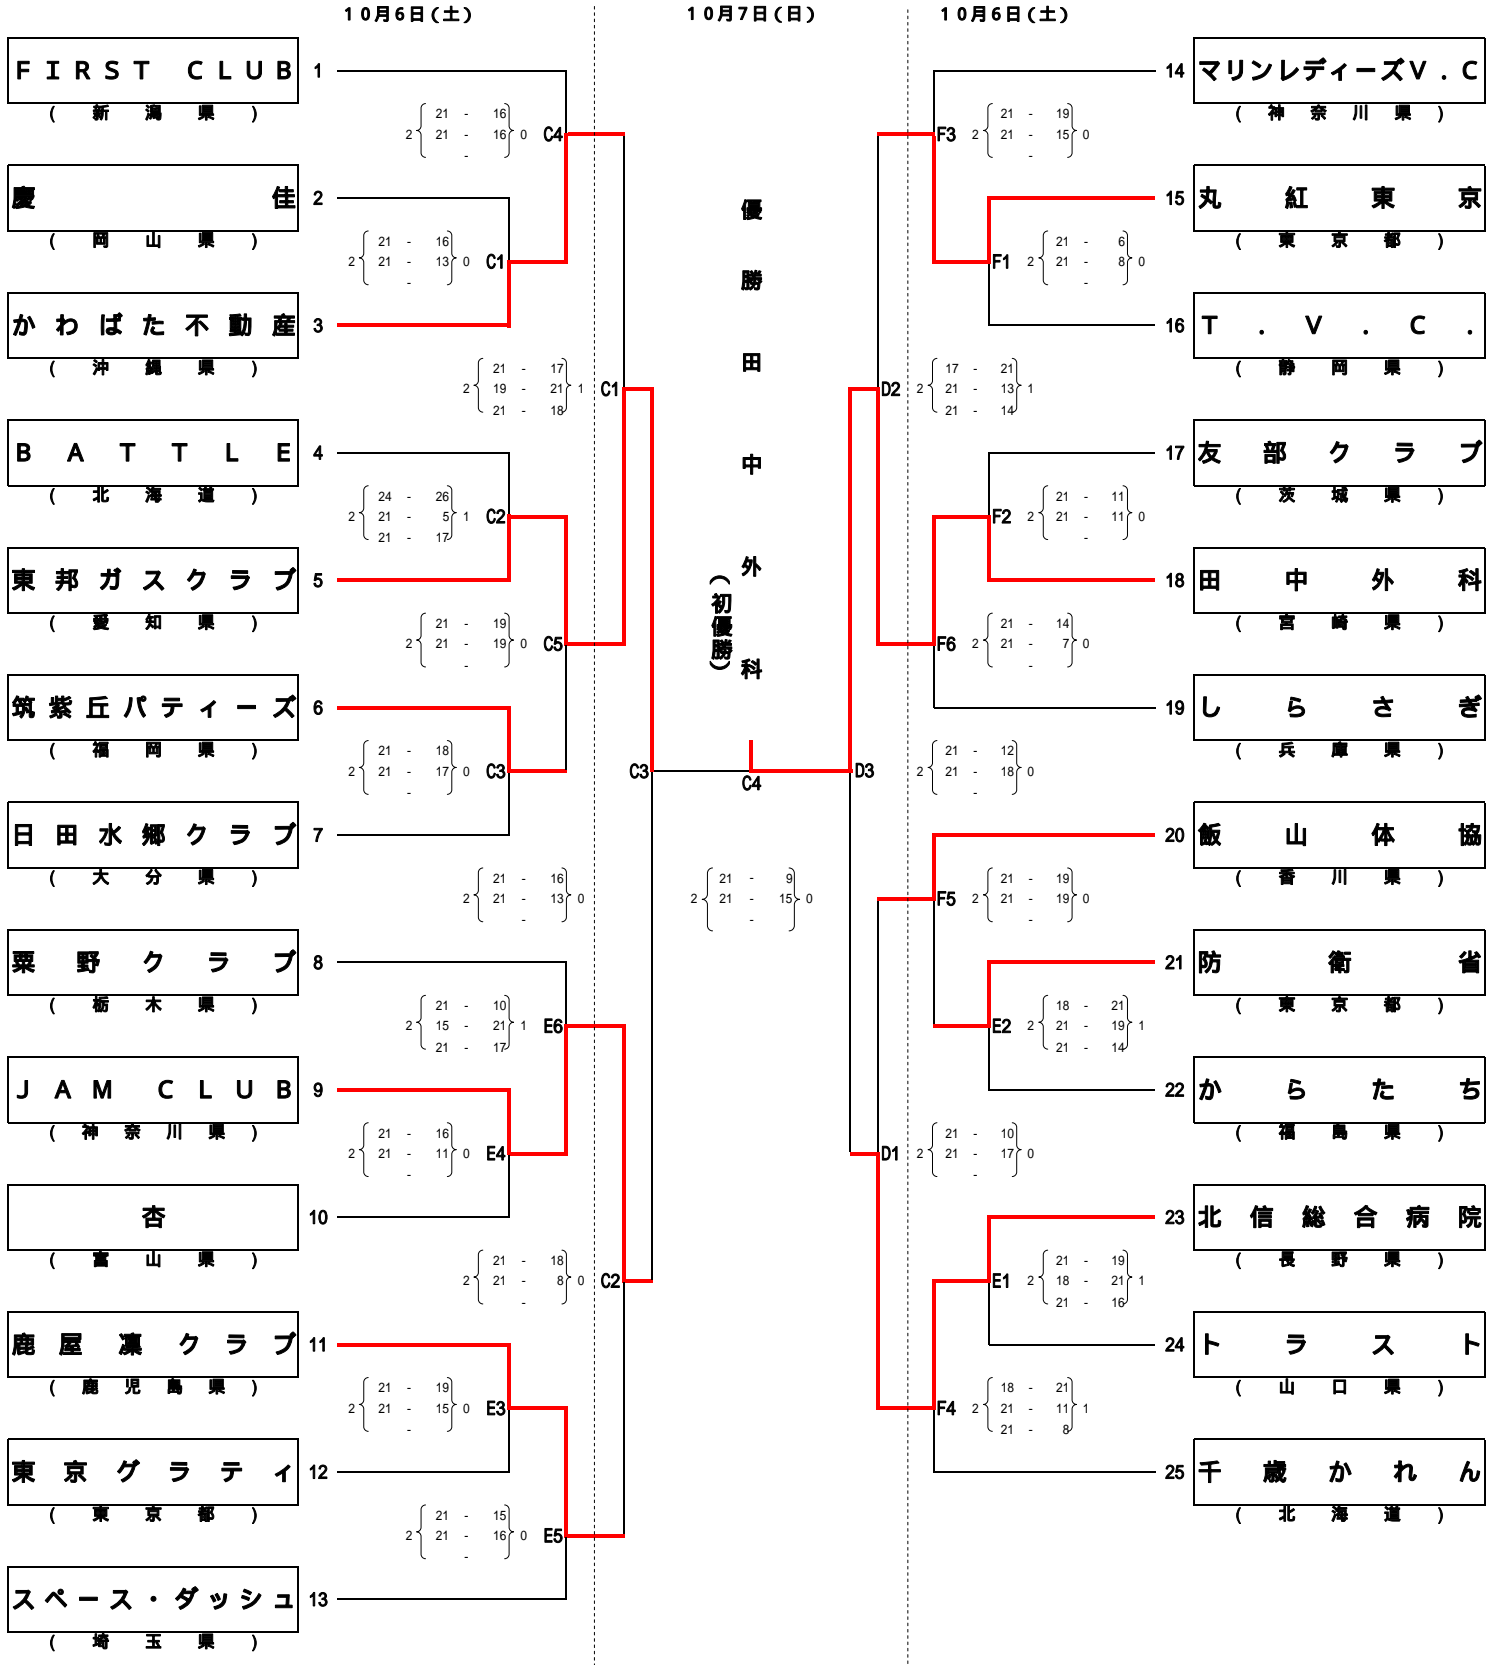 10月6日(土)
10月7日(日)
10月6日(土)
FIRST CLUB 1
(新潟県)
2 21 - 16 0 C4
21 - 16
-
慶佳 2
(岡山県)
2 21 - 16 0 C1
21 - 13
-
かわばた不動産 3
(沖縄県)
2 21 - 17 1 C1
19 - 21
21 - 18
BATTLE 4
(北海道)
2 24 - 26 1 C2
21 - 5
21 - 17
東邦ガスクラブ 5
(愛知県)
2 21 - 19 0 C5
21 - 19
-
筑紫丘パティーズ 6
(福岡県)
2 21 - 18 0 C3
21 - 17
-
日田水郷クラブ 7
(大分県)
2 21 - 16 0 C3
21 - 13
-
粟野クラブ 8
(栃木県)
2 21 - 10 1 E6
15 - 21
21 - 17
JAM CLUB 9
(神奈川県)
2 21 - 16 0 E4
21 - 11
-
杏 10
(富山県)
2 21 - 18 0 C2
21 - 8
-
鹿屋凛クラブ 11
(鹿児島県)
2 21 - 19 0 E3
21 - 15
-
東京グラティ 12
(東京都)
2 21 - 15 0 E5
21 - 16
-
スペース・ダッシュ 13
(埼玉県)
優勝田中外科
(初優勝)
C4
2 21 - 9 0
21 - 15
-
14 マリンレディーズV.C
(神奈川県)
F3 2 21 - 19 0
21 - 15
-
15 丸紅東京
(東京都)
F1 2 21 - 6 0
21 - 8
-
16 T.V.C.
(静岡県)
D2 2 17 - 21 1
21 - 13
21 - 14
17 友部クラブ
(茨城県)
F2 2 21 - 11 0
21 - 11
-
18 田中外科
(宮崎県)
F6 2 21 - 14 0
21 - 7
-
19 しらさぎ
(兵庫県)
D3 2 21 - 12 0
21 - 18
-
20 飯山体協
(香川県)
F5 2 21 - 19 0
21 - 19
-
21 防衛省
(東京都)
E2 2 18 - 21 1
21 - 19
21 - 14
22 からたち
(福島県)
D1 2 21 - 10 0
21 - 17
-
23 北信総合病院
(長野県)
E1 2 21 - 19 1
18 - 21
21 - 16
24 トラスト
(山口県)
F4 2 18 - 21 1
21 - 11
21 - 8
25 千歳かれん
(北海道)